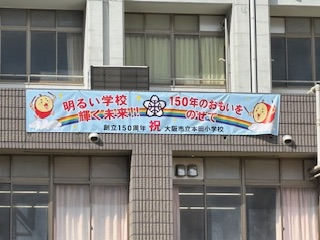 明るい学校
輝く未来!!!
150年のおもいを
のせて
創立150周年 祝 大阪市立本田小学校